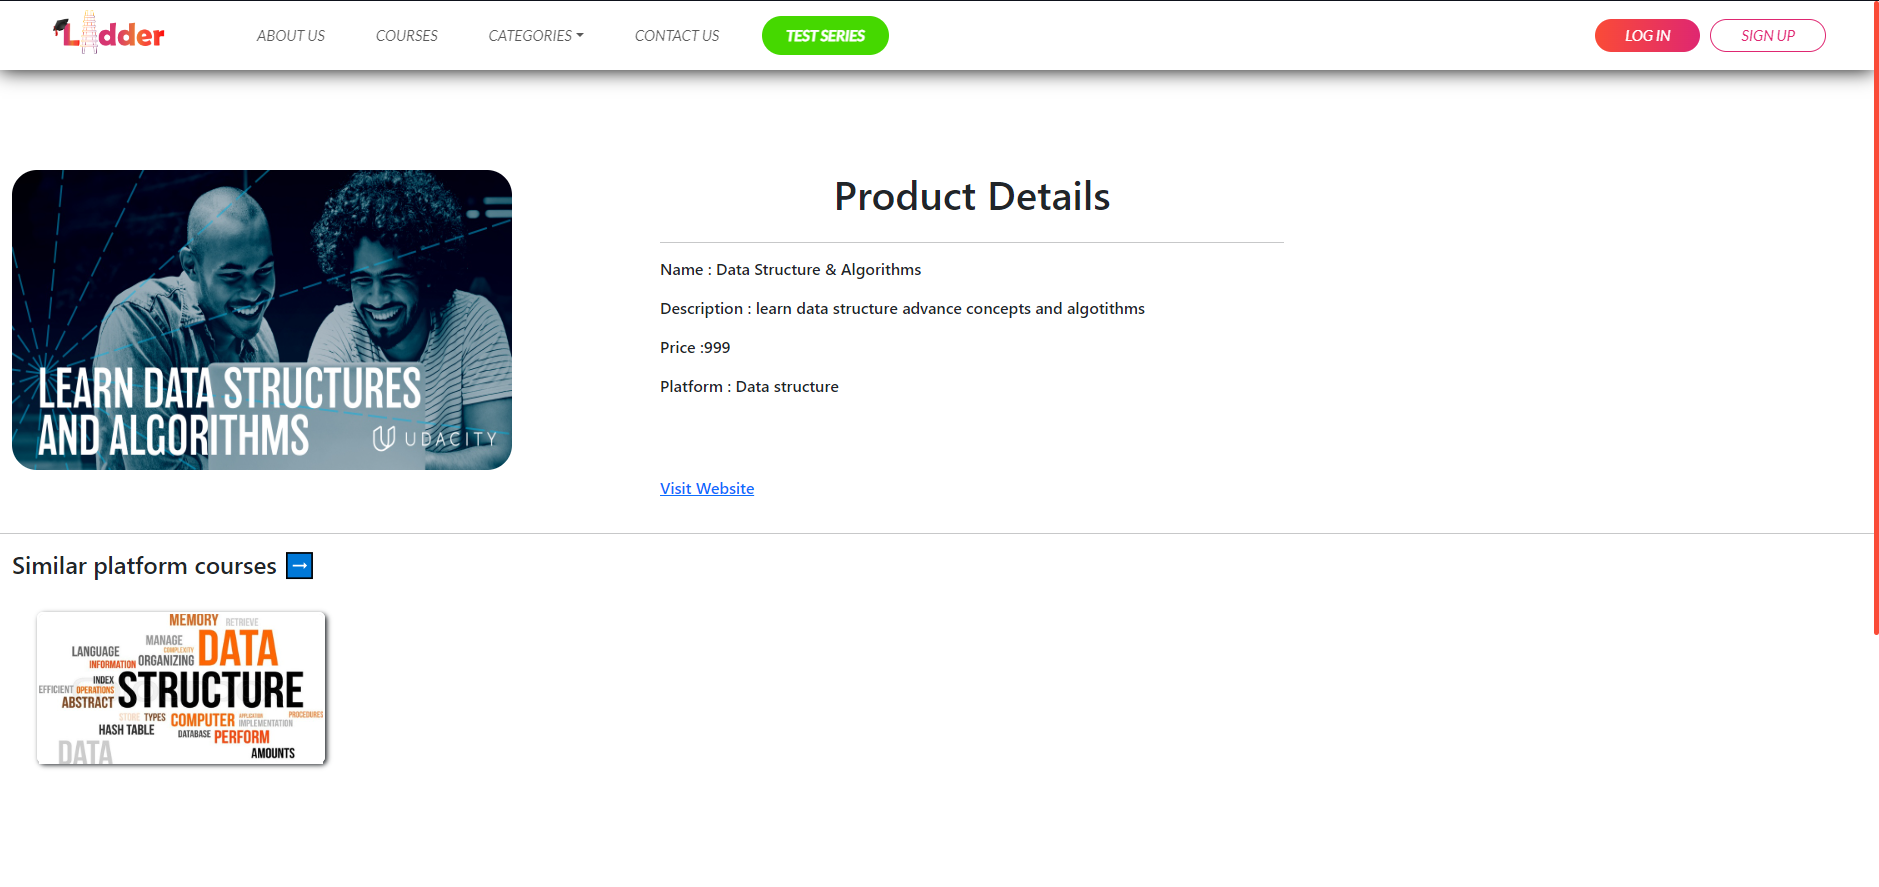 Ladder
ABOUT US
COURSES
CATEGORIES
CONTACT US
TEST SERIES
LOG IN
SIGN UP
LEARN DATA STRUCTURES
AND ALGORITHMS
UDACITY
Product Details
Name : Data Structure & Algorithms
Description : learn data structure advance concepts and algotithms
Price :999
Platform : Data structure
Visit Website
Similar platform courses →
MEMORY
RETRIEVE
MANAGE
DATA
LANGUAGE
COMPLEXITY
INFORMATION
ORGANIZING
INDEX
STRUCTURE
EFFICIENT
OPERATIONS
ABSTRACT
STORE
TYPES
COMPUTER
APPLICATION
PROCEDURES
IMPLEMENTATION
HASH TABLE
DATABASE
PERFORM
DATA
AMOUNTS